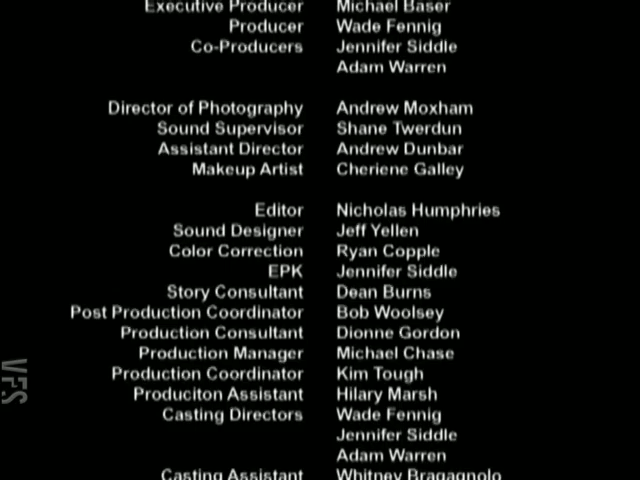 Executive Producer Michael Baser
Producer Wade Fennig
Co-Producers Jennifer Siddle
Adam Warren
Director of Photography Andrew Moxham
Sound Supervisor Shane Twerdun
Assistant Director Andrew Dunbar
Makeup Artist Cheriene Galley
Editor Nicholas Humphries
Sound Designer Jeff Yellen
Color Correction Ryan Copple
EPK Jennifer Siddle
Story Consultant Dean Burns
Post Production Coordinator Bob Woolsey
Production Consultant Dionne Gordon
Production Manager Michael Chase
Production Coordinator Kim Tough
Produciton Assistant Hilary Marsh
Casting Directors Wade Fennig
Jennifer Siddle
Adam Warren
Casting Assistant Whitney Bragagnolo
VFS